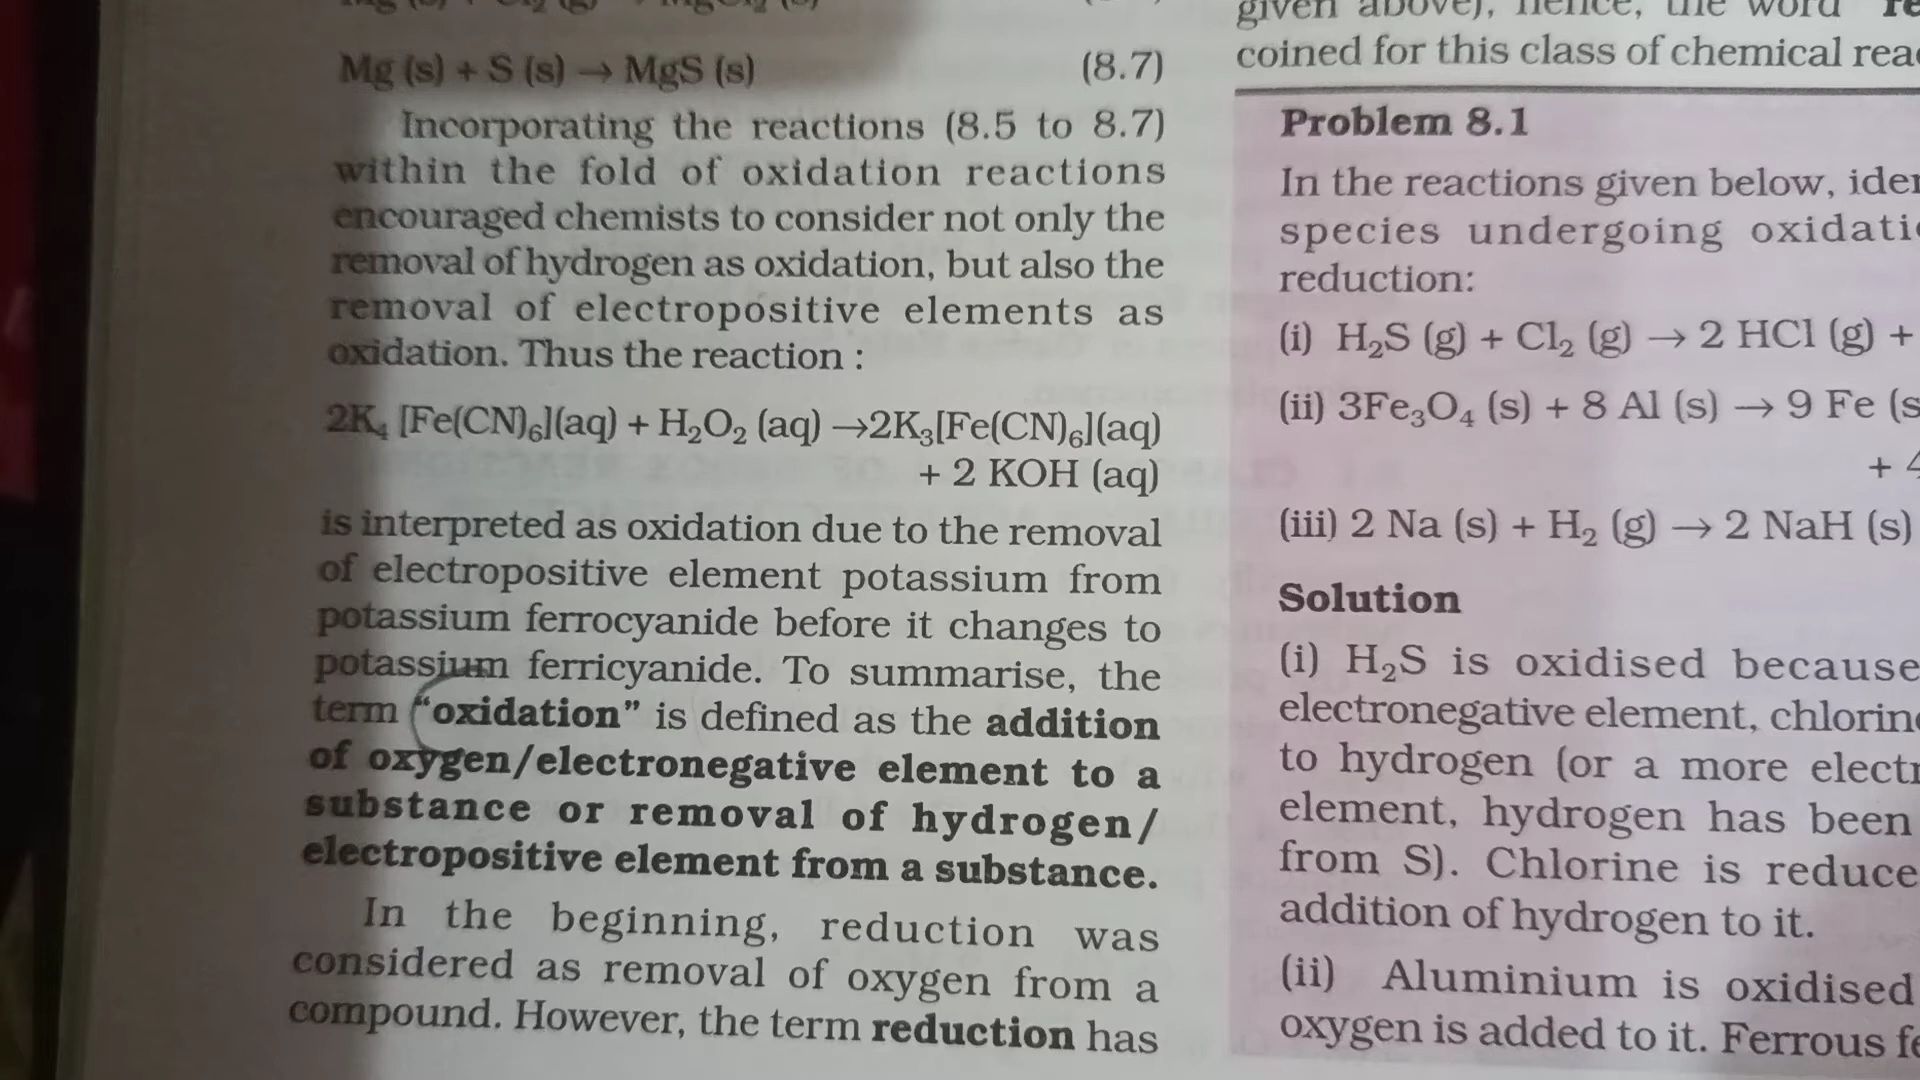 Mg (s) + S (s) → MgS (s) (8.7)
Incorporating the reactions (8.5 to 8.7)
within the fold of oxidation reactions
encouraged chemists to consider not only the
removal of hydrogen as oxidation, but also the
removal of electropositive elements as
oxidation. Thus the reaction :
2K₄ [Fe(CN)₆](aq) + H₂O₂ (aq) →2K₃[Fe(CN)₆](aq)
+ 2 KOH (aq)
is interpreted as oxidation due to the removal
of electropositive element potassium from
potassium ferrocyanide before it changes to
potassium ferricyanide. To summarise, the
term “oxidation” is defined as the addition
of oxygen/electronegative element to a
substance or removal of hydrogen/
electropositive element from a substance.
In the beginning, reduction was
considered as removal of oxygen from a
compound. However, the term reduction has
given above), hence, the word
coined for this class of chemical
Problem 8.1
In the reactions given below,
species undergoing
reduction:
(i) H₂S (g) + Cl₂ (g) → 2 HCl (g) +
(ii) 3Fe₃O₄ (s) + 8 Al (s) → 9 Fe (s
+
(iii) 2 Na (s) + H₂ (g) → 2 NaH (s)
Solution
(i) H₂S is oxidised because
electronegative element,
to hydrogen (or a more
element, hydrogen has been
from S). Chlorine is
addition of hydrogen to it.
(ii) Aluminium is oxidised
oxygen is added to it. Ferrous